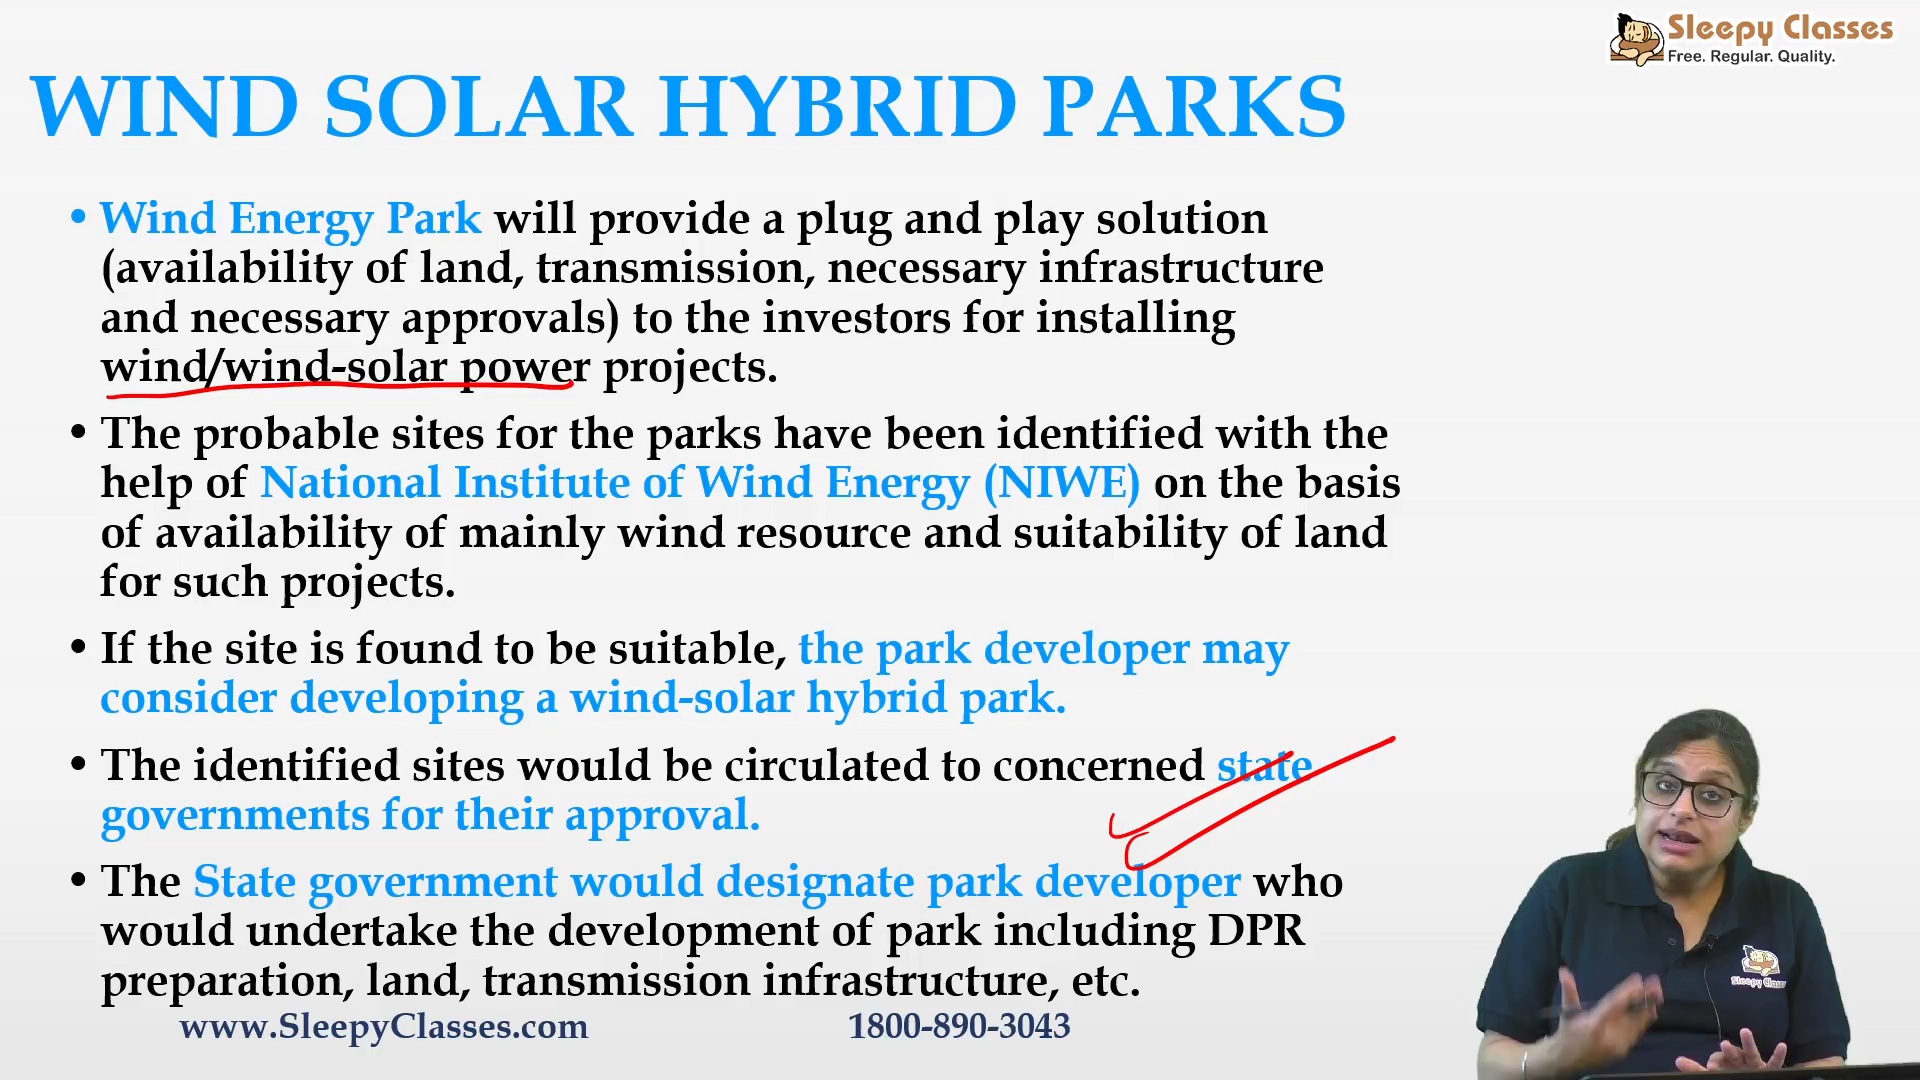 Sleepy Classes
Free. Regular. Quality.
WIND SOLAR HYBRID PARKS
• Wind Energy Park will provide a plug and play solution
(availability of land, transmission, necessary infrastructure
and necessary approvals) to the investors for installing
wind/wind-solar power projects.
• The probable sites for the parks have been identified with the
help of National Institute of Wind Energy (NIWE) on the basis
of availability of mainly wind resource and suitability of land
for such projects.
• If the site is found to be suitable, the park developer may
consider developing a wind-solar hybrid park.
• The identified sites would be circulated to concerned state
governments for their approval.
• The State government would designate park developer who
would undertake the development of park including DPR
preparation, land, transmission infrastructure, etc.
www.SleepyClasses.com 1800-890-3043
Sleepy Classes